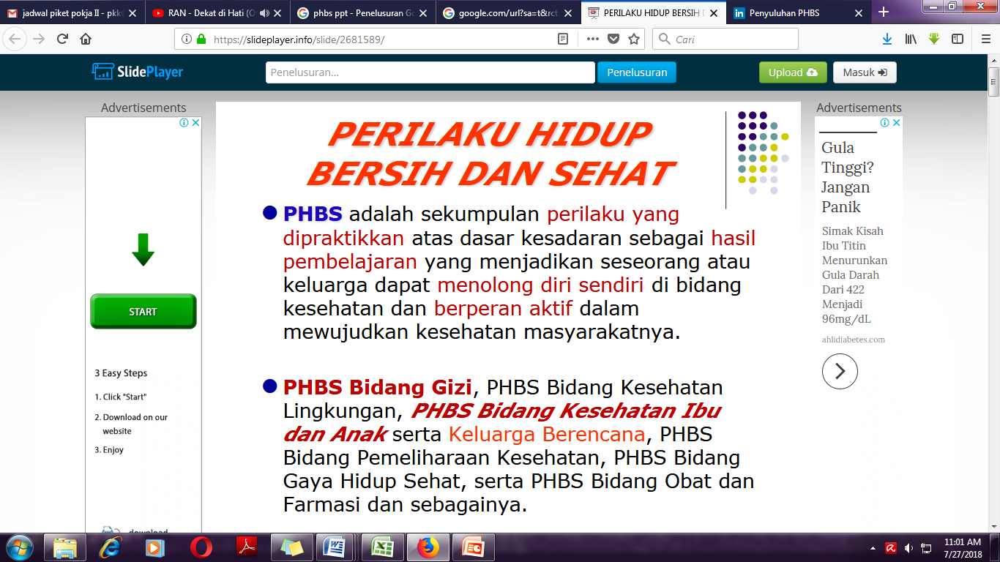 jadwal piket pokja II - pkk@
RAN - Dekat di Hati (O
phbs ppt - Penelusuran Go
google.com/url?sa=t&rct=
PERILAKU HIDUP BERSIH D
Penyuluhan PHBS
https://slideplayer.info/slide/2681589/
Cari
SlidePlayer
Penelusuran...
Penelusuran
Upload
Masuk
Advertisements
START
3 Easy Steps
1. Click "Start"
2. Download on our
website
3. Enjoy
download
PERILAKU HIDUP
BERSIH DAN SEHAT
PHBS adalah sekumpulan perilaku yang
dipraktikkan atas dasar kesadaran sebagai hasil
pembelajaran yang menjadikan seseorang atau
keluarga dapat menolong diri sendiri di bidang
kesehatan dan berperan aktif dalam
mewujudkan kesehatan masyarakatnya.
PHBS Bidang Gizi, PHBS Bidang Kesehatan
Lingkungan, PHBS Bidang Kesehatan Ibu
dan Anak serta Keluarga Berencana, PHBS
Bidang Pemeliharaan Kesehatan, PHBS Bidang
Gaya Hidup Sehat, serta PHBS Bidang Obat dan
Farmasi dan sebagainya.
Advertisements
Gula
Tinggi?
Jangan
Panik
Simak Kisah
Ibu Titin
Menurunkan
Gula Darah
Dari 422
Menjadi
96mg/dL
ahlidiabetes.com
11:01 AM
7/27/2018